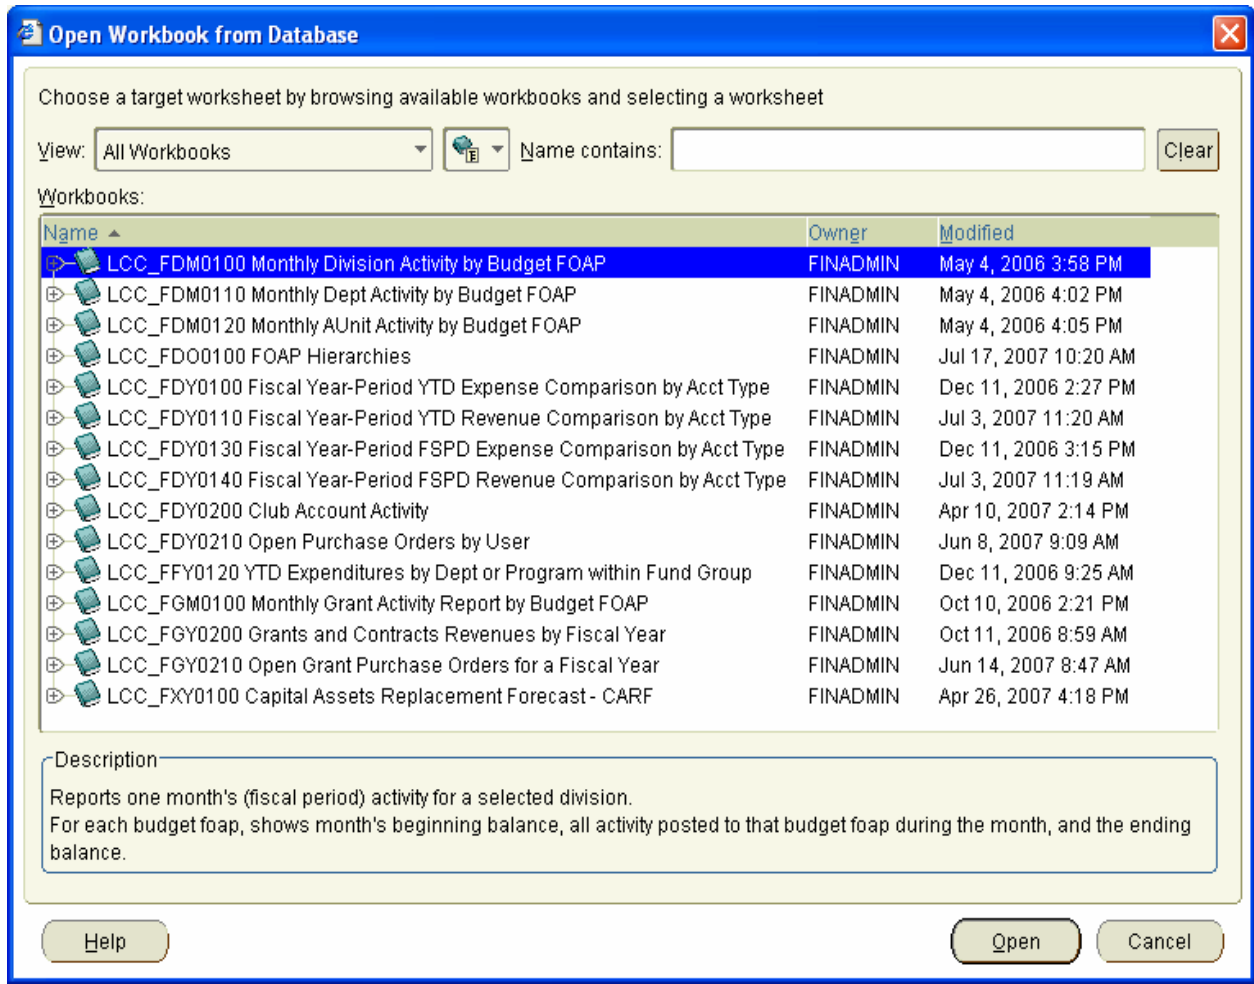 Open Workbook from Database
Choose a target worksheet by browsing available workbooks and selecting a worksheet
View: All Workbooks E Name contains: Clear
Workbooks:
Name Owner Modified
LCC_FDM0100 Monthly Division Activity by Budget FOAP FINADMIN May 4, 2006 3:58 PM
LCC_FDM0110 Monthly Dept Activity by Budget FOAP FINADMIN May 4, 2006 4:02 PM
LCC_FDM0120 Monthly AUnit Activity by Budget FOAP FINADMIN May 4, 2006 4:05 PM
LCC_FDO0100 FOAP Hierarchies FINADMIN Jul 17, 2007 10:20 AM
LCC_FDY0100 Fiscal Year-Period YTD Expense Comparison by Acct Type FINADMIN Dec 11, 2006 2:27 PM
LCC_FDY0110 Fiscal Year-Period YTD Revenue Comparison by Acct Type FINADMIN Jul 3, 2007 11:20 AM
LCC_FDY0130 Fiscal Year-Period FSPD Expense Comparison by Acct Type FINADMIN Dec 11, 2006 3:15 PM
LCC_FDY0140 Fiscal Year-Period FSPD Revenue Comparison by Acct Type FINADMIN Jul 3, 2007 11:19 AM
LCC_FDY0200 Club Account Activity FINADMIN Apr 10, 2007 2:14 PM
LCC_FDY0210 Open Purchase Orders by User FINADMIN Jun 8, 2007 9:09 AM
LCC_FFY0120 YTD Expenditures by Dept or Program within Fund Group FINADMIN Dec 11, 2006 9:25 AM
LCC_FGM0100 Monthly Grant Activity Report by Budget FOAP FINADMIN Oct 10, 2006 2:21 PM
LCC_FGY0200 Grants and Contracts Revenues by Fiscal Year FINADMIN Oct 11, 2006 8:59 AM
LCC_FGY0210 Open Grant Purchase Orders for a Fiscal Year FINADMIN Jun 14, 2007 8:47 AM
LCC_FXY0100 Capital Assets Replacement Forecast - CARF FINADMIN Apr 26, 2007 4:18 PM
Description
Reports one month's (fiscal period) activity for a selected division.
For each budget foap, shows month's beginning balance, all activity posted to that budget foap during the month, and the ending
balance.
Help Open Cancel